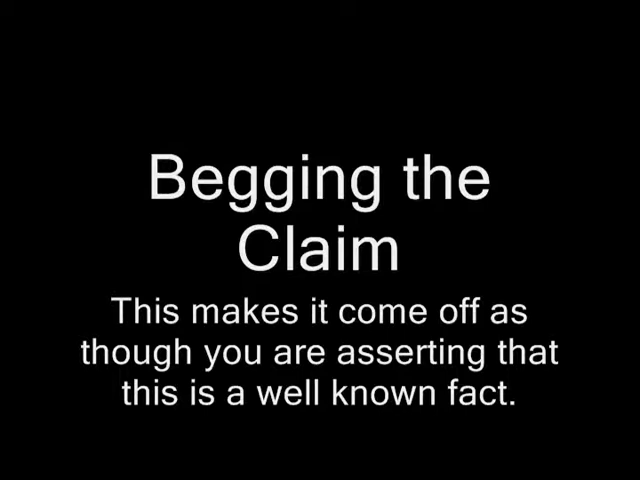 Begging the
Claim
This makes it come off as
though you are asserting that
this is a well known fact.